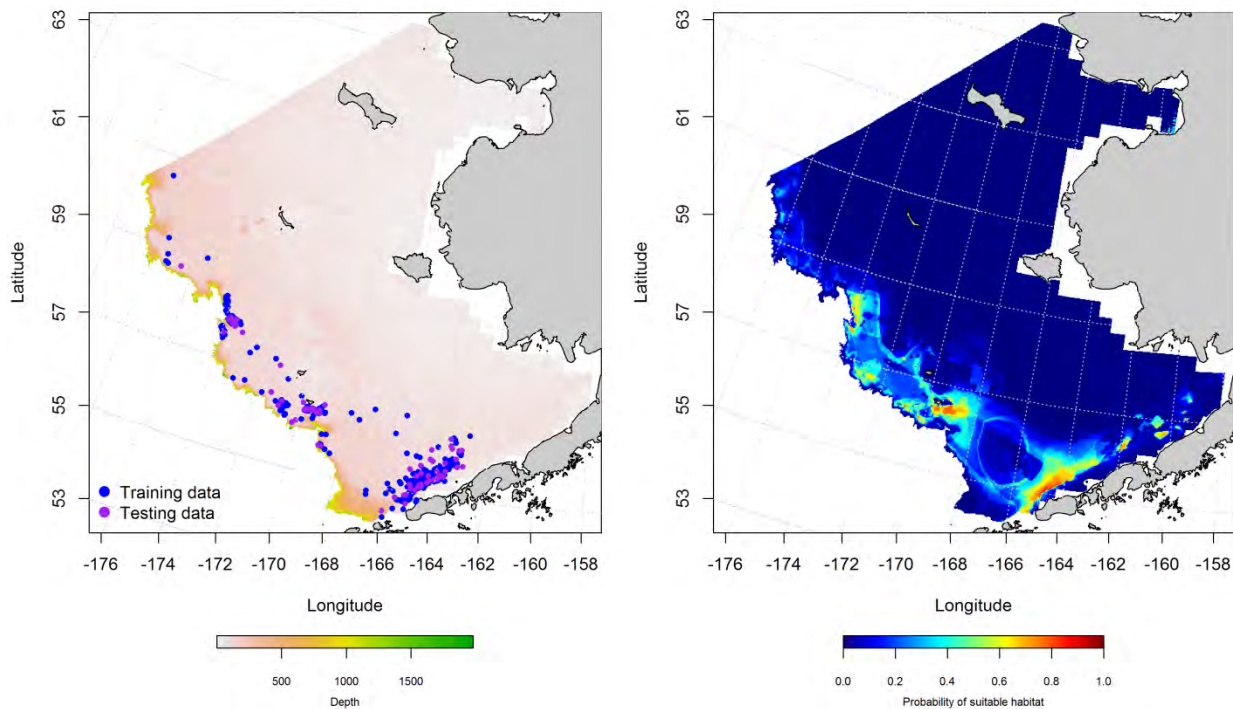 63
61
59
57
55
53
Latitude
Training data
Testing data
-176 -174 -172 -170 -168 -166 -164 -162 -160 -158
Longitude
500 1000 1500
Depth
63
61
59
57
55
53
Latitude
-176 -174 -172 -170 -168 -166 -164 -162 -160 -158
Longitude
0.0 0.2 0.4 0.6 0.8 1.0
Probability of suitable habitat